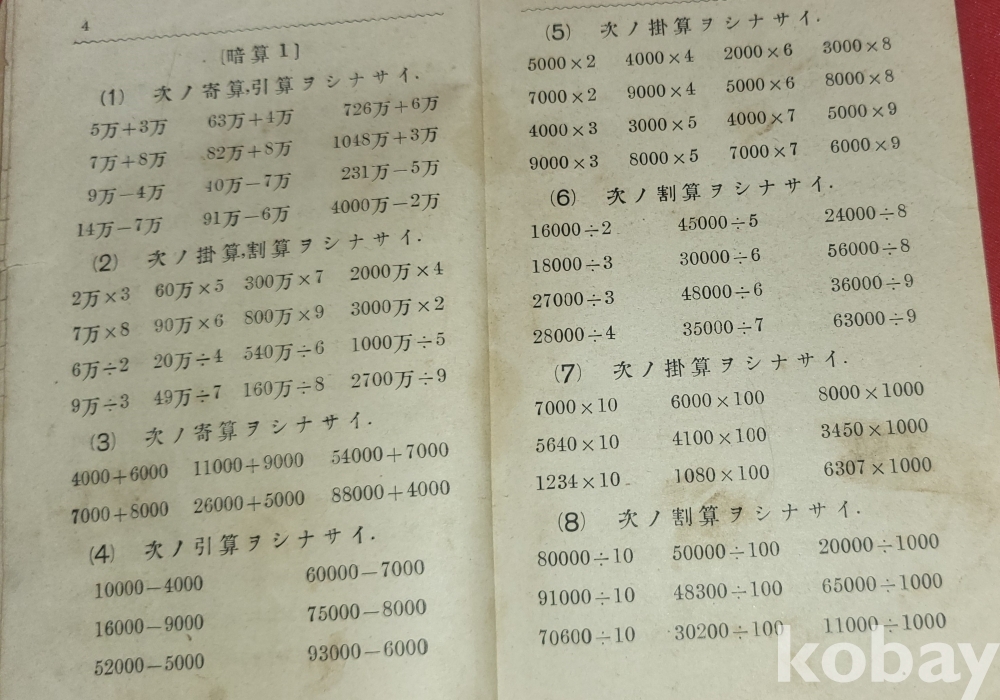 4
[暗算1]
(1) 次ノ寄算,引算ヲシナサイ.
5万+3万 63万+4万 726万+6万
7万+8万 82万+8万 1048万+3万
9万−4万 40万−7万 231万−5万
14万−7万 91万−6万 4000万−2万
(2) 次ノ掛算,割算ヲシナサイ.
2万×3 60万×5 300万×7 2000万×4
7万×8 90万×6 800万×9 3000万×2
6万÷2 20万÷4 540万÷6 1000万÷5
9万÷3 49万÷7 160万÷8 2700万÷9
(3) 次ノ寄算ヲシナサイ.
4000+6000 11000+9000 54000+7000
7000+8000 26000+5000 88000+4000
(4) 次ノ引算ヲシナサイ.
10000−4000 60000−7000
16000−9000 75000−8000
52000−5000 93000−6000
(5) 次ノ掛算ヲシナサイ.
5000×2 4000×4 2000×6 3000×8
7000×2 9000×4 5000×6 8000×8
4000×3 3000×5 4000×7 5000×9
9000×3 8000×5 7000×7 6000×9
(6) 次ノ割算ヲシナサイ.
16000÷2 45000÷5 24000÷8
18000÷3 30000÷6 56000÷8
27000÷3 48000÷6 36000÷9
28000÷4 35000÷7 63000÷9
(7) 次ノ掛算ヲシナサイ.
7000×10 6000×100 8000×1000
5640×10 4100×100 3450×1000
1234×10 1080×100 6307×1000
(8) 次ノ割算ヲシナサイ.
80000÷10 50000÷100 20000÷1000
91000÷10 48300÷100 65000÷1000
70600÷10 30200÷100 11000÷1000
kobay